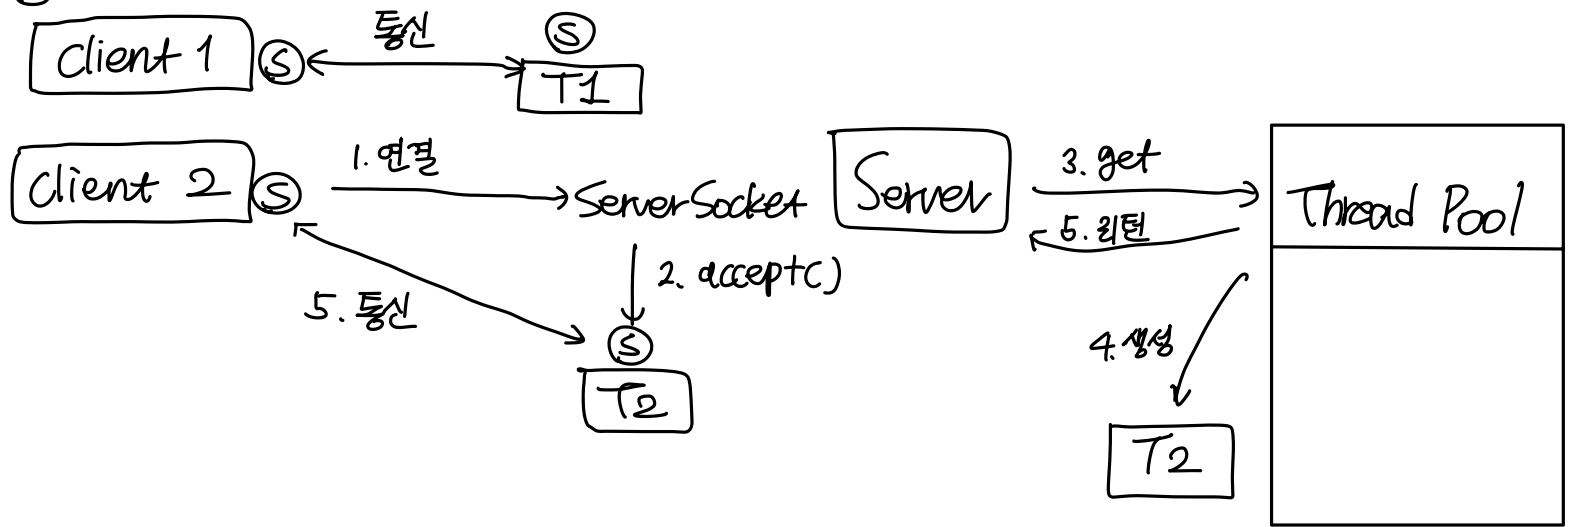 Client 1
S
통신
S
T1
Client 2
S
1. 연결
ServerSocket
Server
3. get
5. 리턴
Thread Pool
2. accept()
5. 통신
S
T2
4. 생성
T2